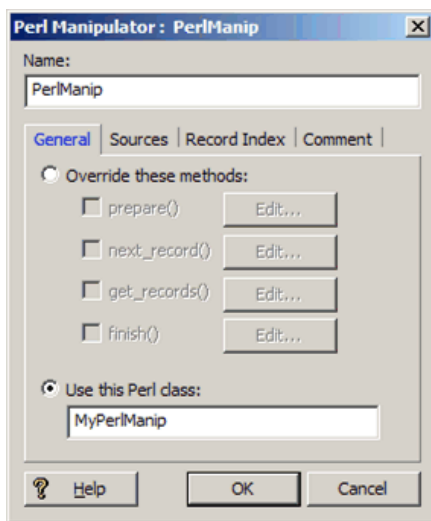 Perl Manipulator : PerlManip
Name:
PerlManip
General Sources Record Index Comment
Override these methods:
prepare() Edit...
next_record() Edit...
get_records() Edit...
finish() Edit...
Use this Perl class:
MyPerlManip
Help OK Cancel